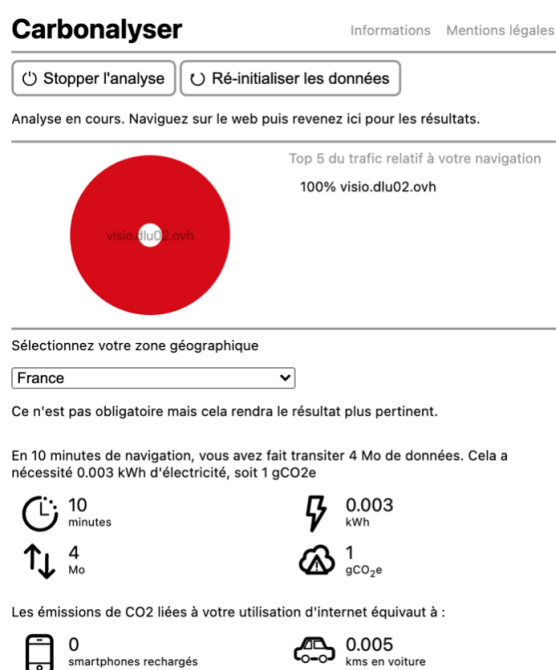 Carbonalyser
Informations Mentions légales
Stopper l'analyse Ré-initialiser les données
Analyse en cours. Naviguez sur le web puis revenez ici pour les résultats.
Top 5 du trafic relatif à votre navigation
100% visio.dlu02.ovh
visio.dlu02.ovh
Sélectionnez votre zone géographique
France
Ce n'est pas obligatoire mais cela rendra le résultat plus pertinent.
En 10 minutes de navigation, vous avez fait transiter 4 Mo de données. Cela a
nécessité 0.003 kWh d'électricité, soit 1 gCO2e
10
minutes
0.003
kWh
4
Mo
1
gCO₂e
Les émissions de CO2 liées à votre utilisation d'internet équivaut à :
0
smartphones rechargés
0.005
kms en voiture